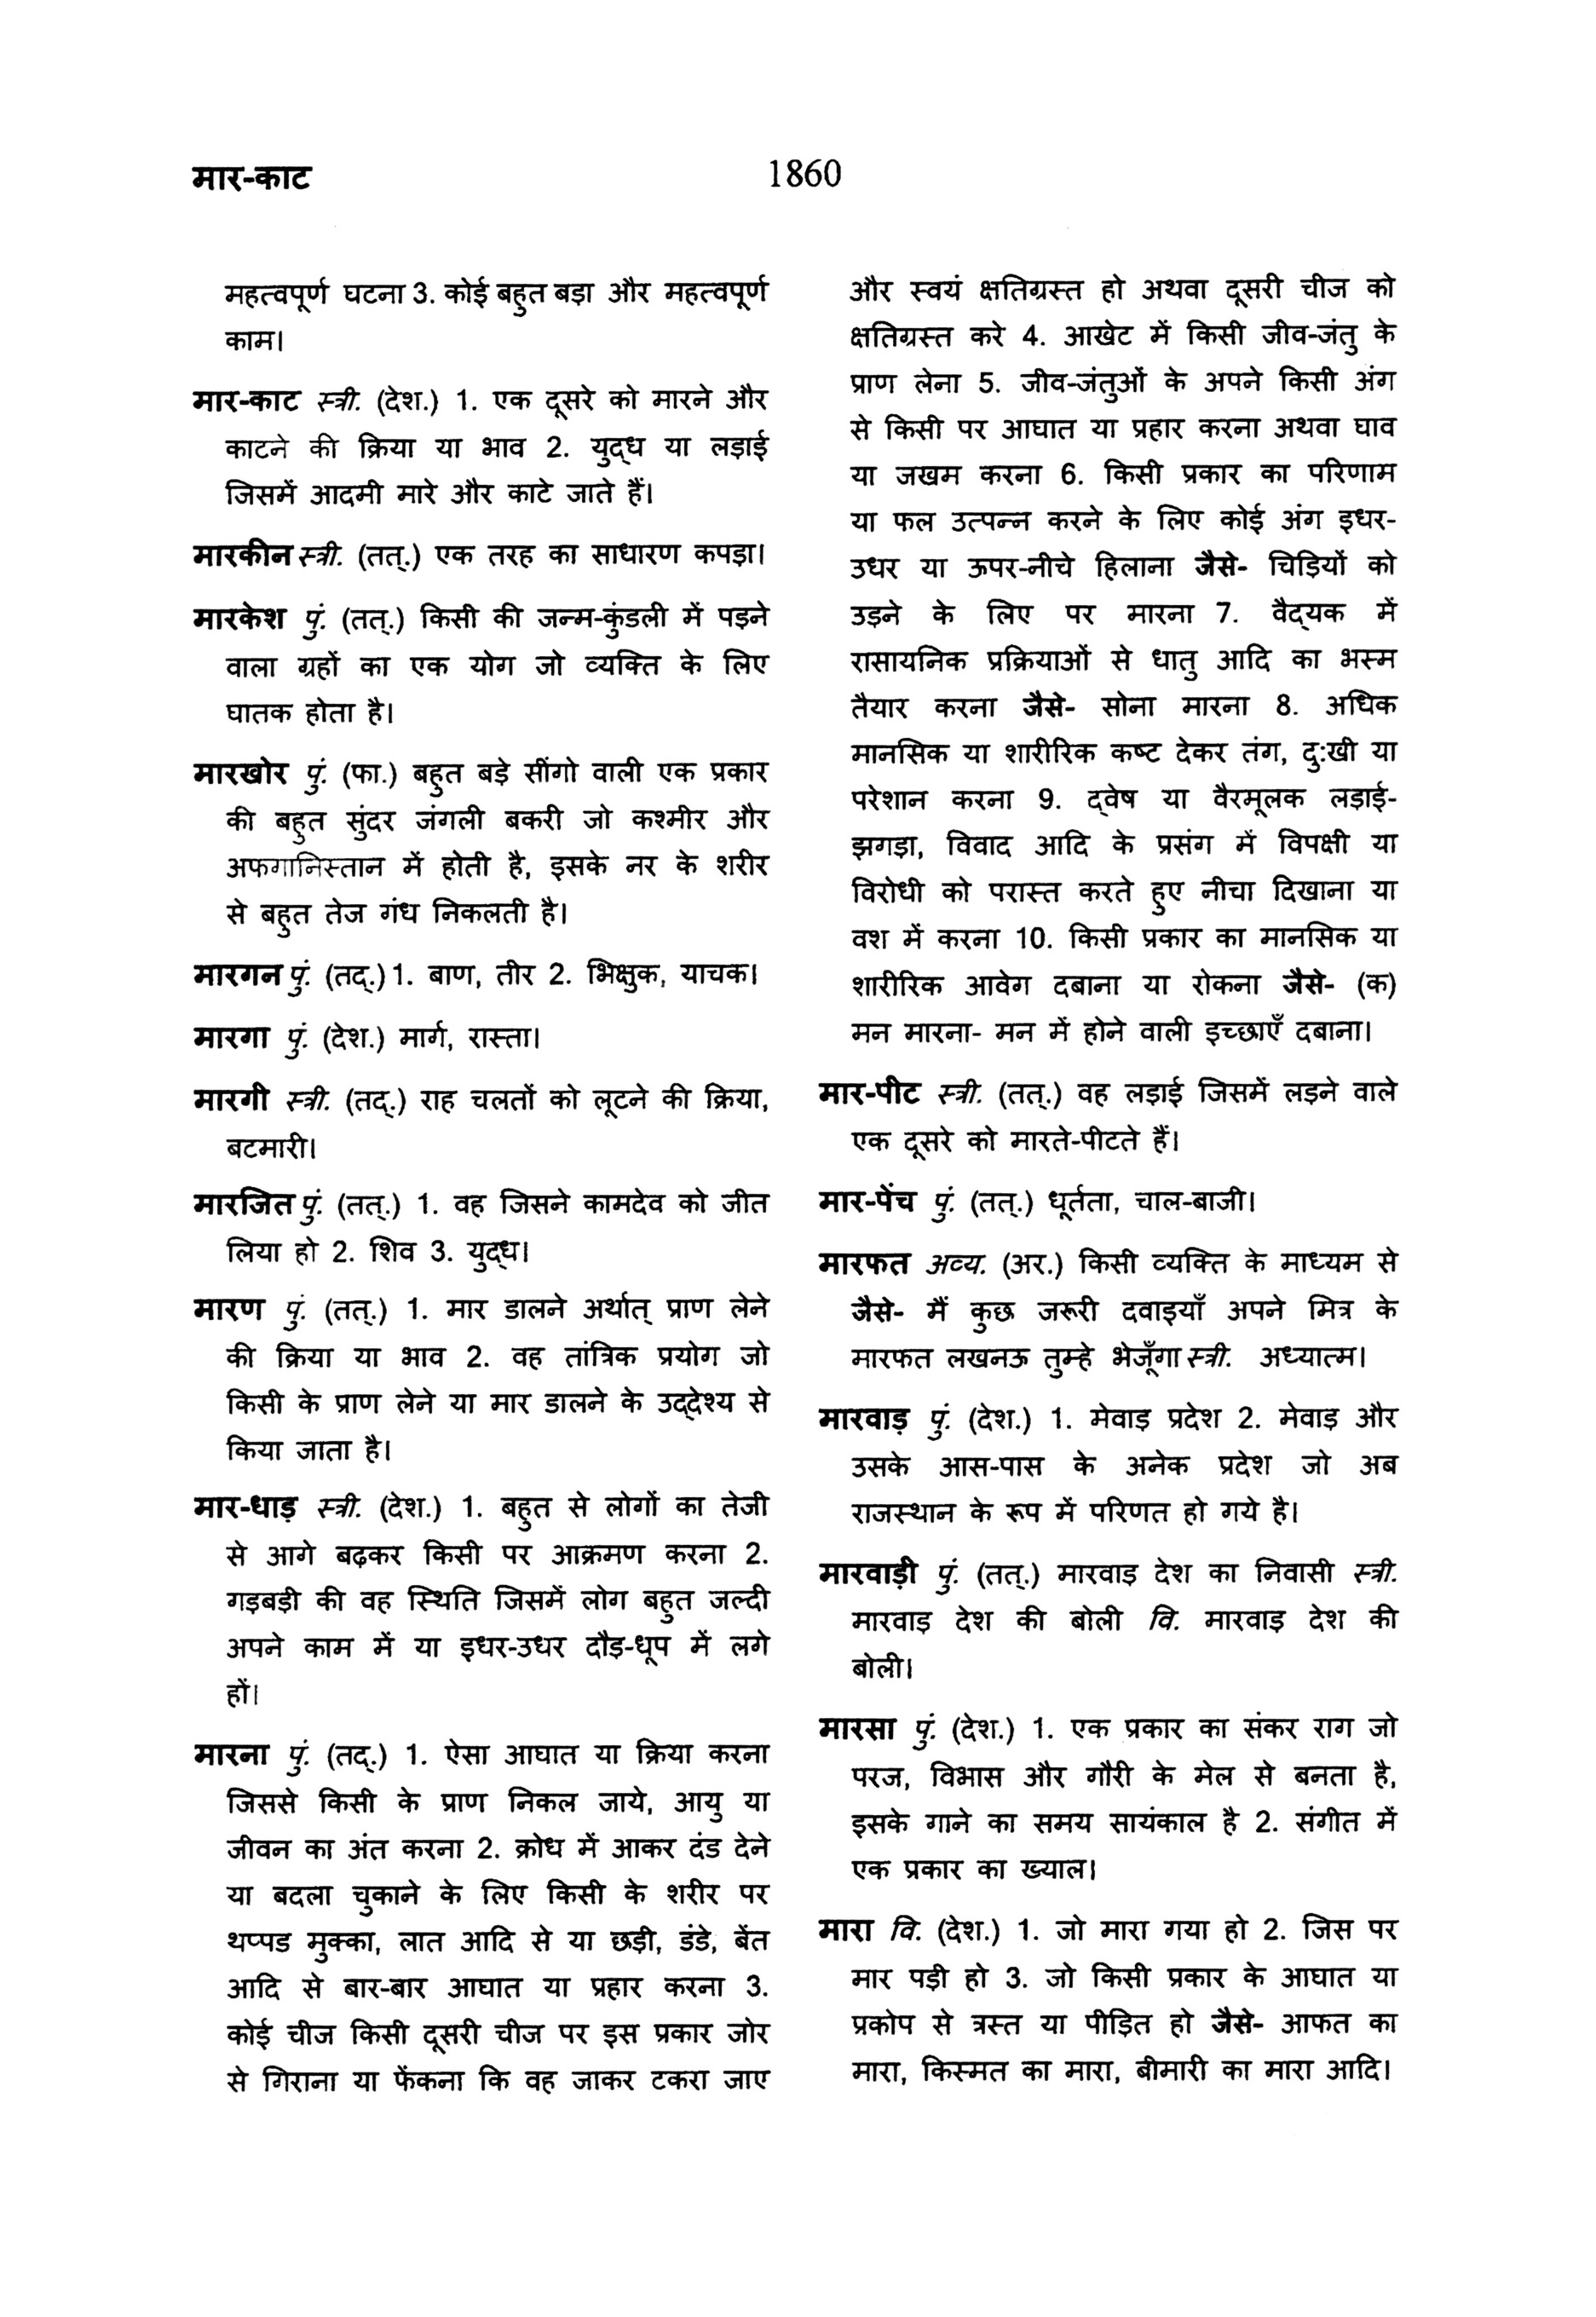 मार-काट
1860
महत्वपूर्ण घटना 3. कोई बहुत बड़ा और महत्वपूर्ण
काम।
मार-काट स्त्री. (देश.) 1. एक दूसरे को मारने और
काटने की क्रिया या भाव 2. युद्ध या लड़ाई
जिसमें आदमी मारे और काटे जाते हैं।
मारकीन स्त्री. (तत्.) एक तरह का साधारण कपड़ा।
मारकेश पुं. (तत्.) किसी की जन्म-कुंडली में पड़ने
वाला ग्रहों का एक योग जो व्यक्ति के लिए
घातक होता है।
मारखोर पुं. (फा.) बहुत बड़े सींगो वाली एक प्रकार
की बहुत सुंदर जंगली बकरी जो कश्मीर और
अफगानिस्तान में होती है, इसके नर के शरीर
से बहुत तेज गंध निकलती है।
मारगन पुं. (तद्.) 1. बाण, तीर 2. भिक्षुक, याचक।
मारगा पुं. (देश.) मार्ग, रास्ता।
मारगी स्त्री. (तद्.) राह चलतों को लूटने की क्रिया,
बटमारी।
मारजित पुं. (तत्.) 1. वह जिसने कामदेव को जीत
लिया हो 2. शिव 3. युद्ध।
मारण पुं. (तत्.) 1. मार डालने अर्थात् प्राण लेने
की क्रिया या भाव 2. वह तांत्रिक प्रयोग जो
किसी के प्राण लेने या मार डालने के उद्देश्य से
किया जाता है।
मार-धाड़ स्त्री. (देश.) 1. बहुत से लोगों का तेजी
से आगे बढ़कर किसी पर आक्रमण करना 2.
गड़बड़ी की वह स्थिति जिसमें लोग बहुत जल्दी
अपने काम में या इधर-उधर दौड़-धूप में लगे
हों।
मारना पुं. (तद्.) 1. ऐसा आघात या क्रिया करना
जिससे किसी के प्राण निकल जाये, आयु या
जीवन का अंत करना 2. क्रोध में आकर दंड देने
या बदला चुकाने के लिए किसी के शरीर पर
थप्पड मुक्का, लात आदि से या छड़ी, डंडे, बेंत
आदि से बार-बार आघात या प्रहार करना 3.
कोई चीज किसी दूसरी चीज पर इस प्रकार जोर
से गिराना या फेंकना कि वह जाकर टकरा जाए
और स्वयं क्षतिग्रस्त हो अथवा दूसरी चीज को
क्षतिग्रस्त करे 4. आखेट में किसी जीव-जंतु के
प्राण लेना 5. जीव-जंतुओं के अपने किसी अंग
से किसी पर आघात या प्रहार करना अथवा घाव
या जखम करना 6. किसी प्रकार का परिणाम
या फल उत्पन्न करने के लिए कोई अंग इधर-
उधर या ऊपर-नीचे हिलाना जैसे- चिड़ियों को
उड़ने के लिए पर मारना 7. वैद्यक में
रासायनिक प्रक्रियाओं से धातु आदि का भस्म
तैयार करना जैसे- सोना मारना 8. अधिक
मानसिक या शारीरिक कष्ट देकर तंग, दु:खी या
परेशान करना 9. द्वेष या वैरमूलक लड़ाई-
झगड़ा, विवाद आदि के प्रसंग में विपक्षी या
विरोधी को परास्त करते हुए नीचा दिखाना या
वश में करना 10. किसी प्रकार का मानसिक या
शारीरिक आवेग दबाना या रोकना जैसे- (क)
मन मारना- मन में होने वाली इच्छाएँ दबाना।
मार-पीट स्त्री. (तत्.) वह लड़ाई जिसमें लड़ने वाले
एक दूसरे को मारते-पीटते हैं।
मार-पेंच पुं. (तत्.) धूर्तता, चाल-बाजी।
मारफत अव्य. (अर.) किसी व्यक्ति के माध्यम से
जैसे- मैं कुछ जरूरी दवाइयाँ अपने मित्र के
मारफत लखनऊ तुम्हे भेजूँगा स्त्री. अध्यात्म।
मारवाड़ पुं. (देश.) 1. मेवाड़ प्रदेश 2. मेवाड़ और
उसके आस-पास के अनेक प्रदेश जो अब
राजस्थान के रूप में परिणत हो गये है।
मारवाड़ी पुं. (तत्.) मारवाड़ देश का निवासी स्त्री.
मारवाड़ देश की बोली वि. मारवाड़ देश की
बोली।
मारसा पुं. (देश.) 1. एक प्रकार का संकर राग जो
परज, विभास और गौरी के मेल से बनता है,
इसके गाने का समय सायंकाल है 2. संगीत में
एक प्रकार का ख्याल।
मारा वि. (देश.) 1. जो मारा गया हो 2. जिस पर
मार पड़ी हो 3. जो किसी प्रकार के आघात या
प्रकोप से त्रस्त या पीड़ित हो जैसे- आफत का
मारा, किस्मत का मारा, बीमारी का मारा आदि।